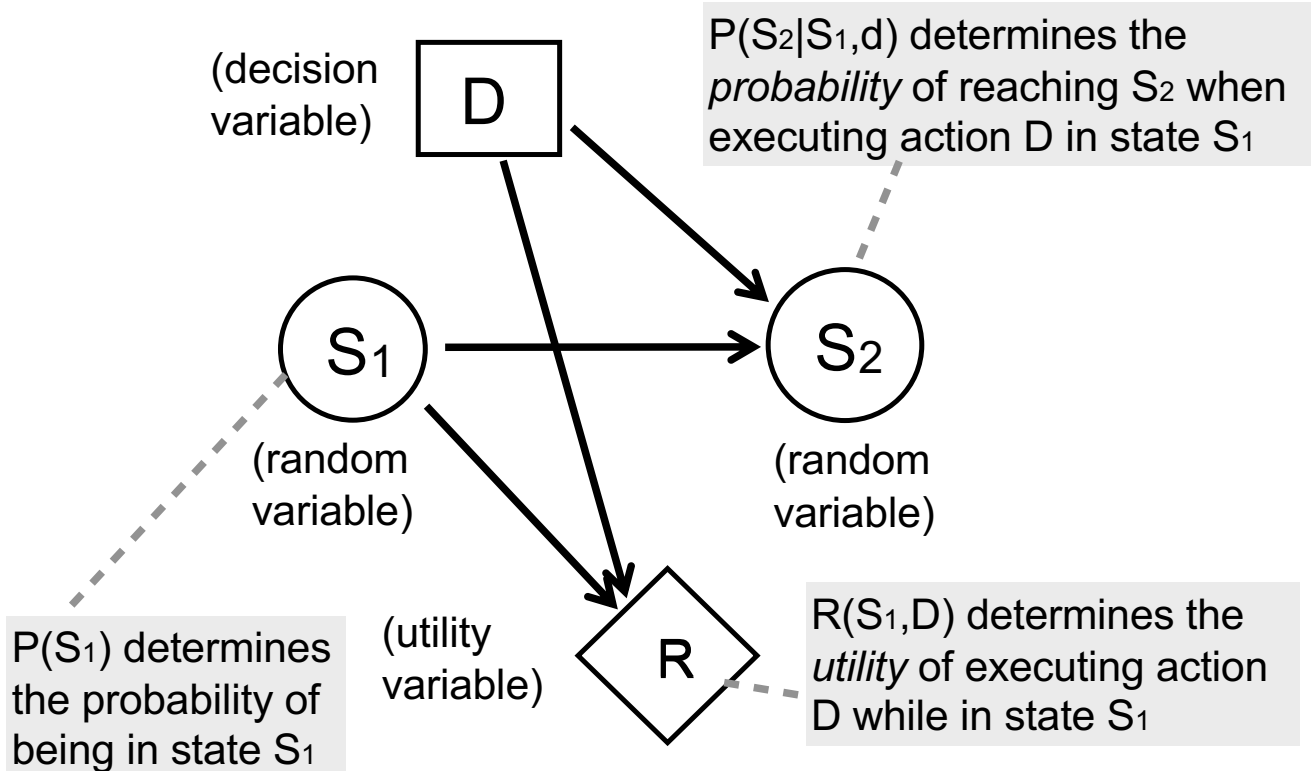 (decision
variable)
D
P(S₂|S₁,d) determines the
probability of reaching S₂ when
executing action D in state S₁
S₁
(random
variable)
S₂
(random
variable)
P(S₁) determines
the probability of
being in state S₁
(utility
variable)
R
R(S₁,D) determines the
utility of executing action
D while in state S₁